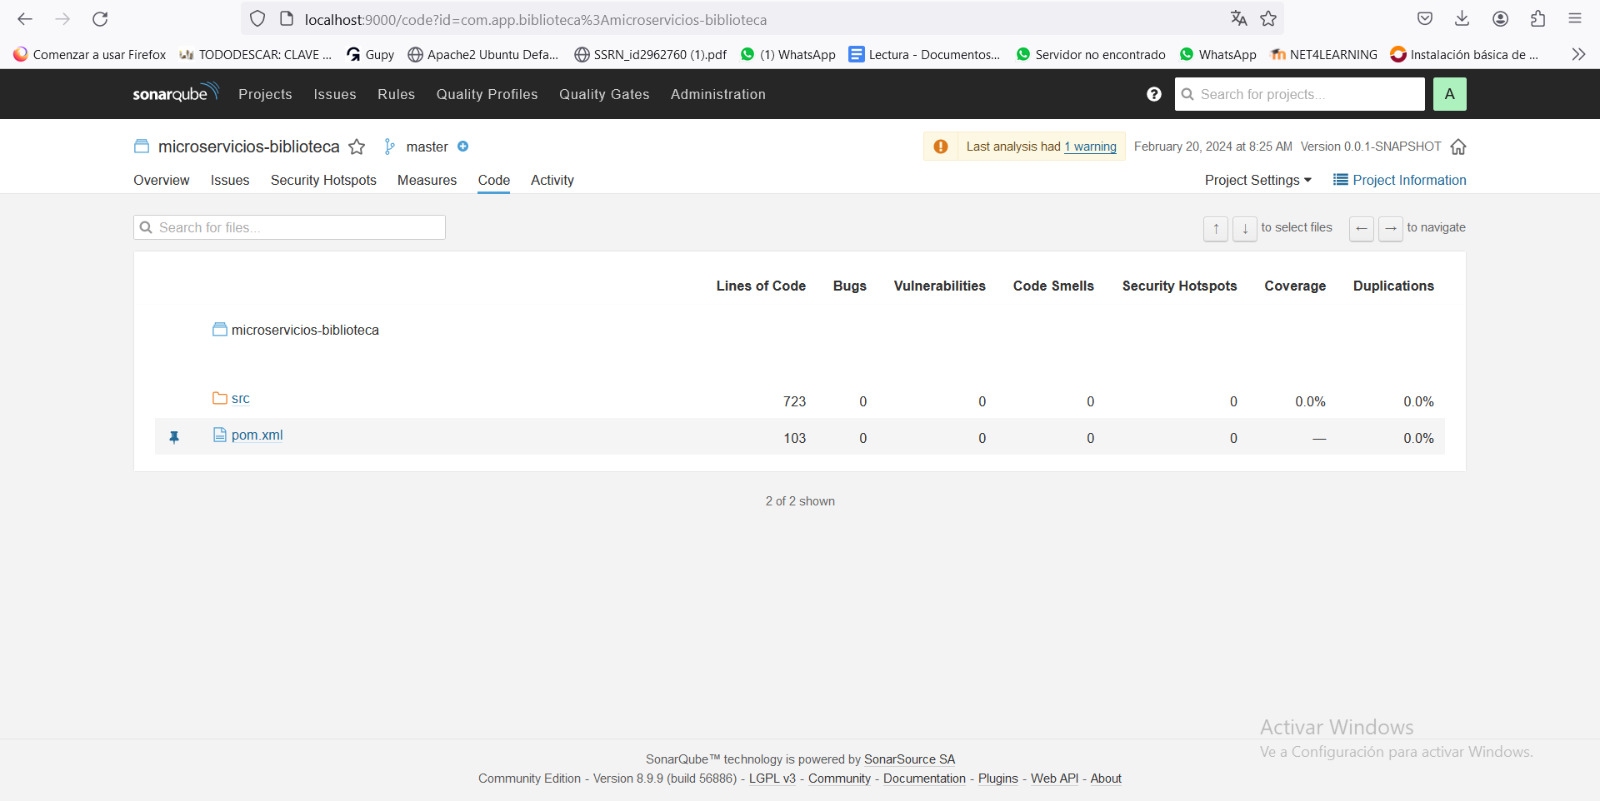 localhost:9000/code?id=com.app.biblioteca%3Amicroservicios-biblioteca
Comenzar a usar Firefox
TODODESCAR: CLAVE ...
Gupy
Apache2 Ubuntu Defa...
SSRN_id2962760 (1).pdf
(1) WhatsApp
Lectura - Documentos...
Servidor no encontrado
WhatsApp
NET4LEARNING
Instalación básica de ...
sonarqube
Projects
Issues
Rules
Quality Profiles
Quality Gates
Administration
?
Search for projects...
A
microservicios-biblioteca
master
Last analysis had 1 warning
February 20, 2024 at 8:25 AM
Version 0.0.1-SNAPSHOT
Overview
Issues
Security Hotspots
Measures
Code
Activity
Project Settings
Project Information
Search for files...
↑ ↓ to select files
← → to navigate
Lines of Code Bugs Vulnerabilities Code Smells Security Hotspots Coverage Duplications
microservicios-biblioteca
src 723 0 0 0 0 0.0% 0.0%
pom.xml 103 0 0 0 0 — 0.0%
2 of 2 shown
Activar Windows
Ve a Configuración para activar Windows.
SonarQube™ technology is powered by SonarSource SA
Community Edition - Version 8.9.9 (build 56886) - LGPL v3 - Community - Documentation - Plugins - Web API - About